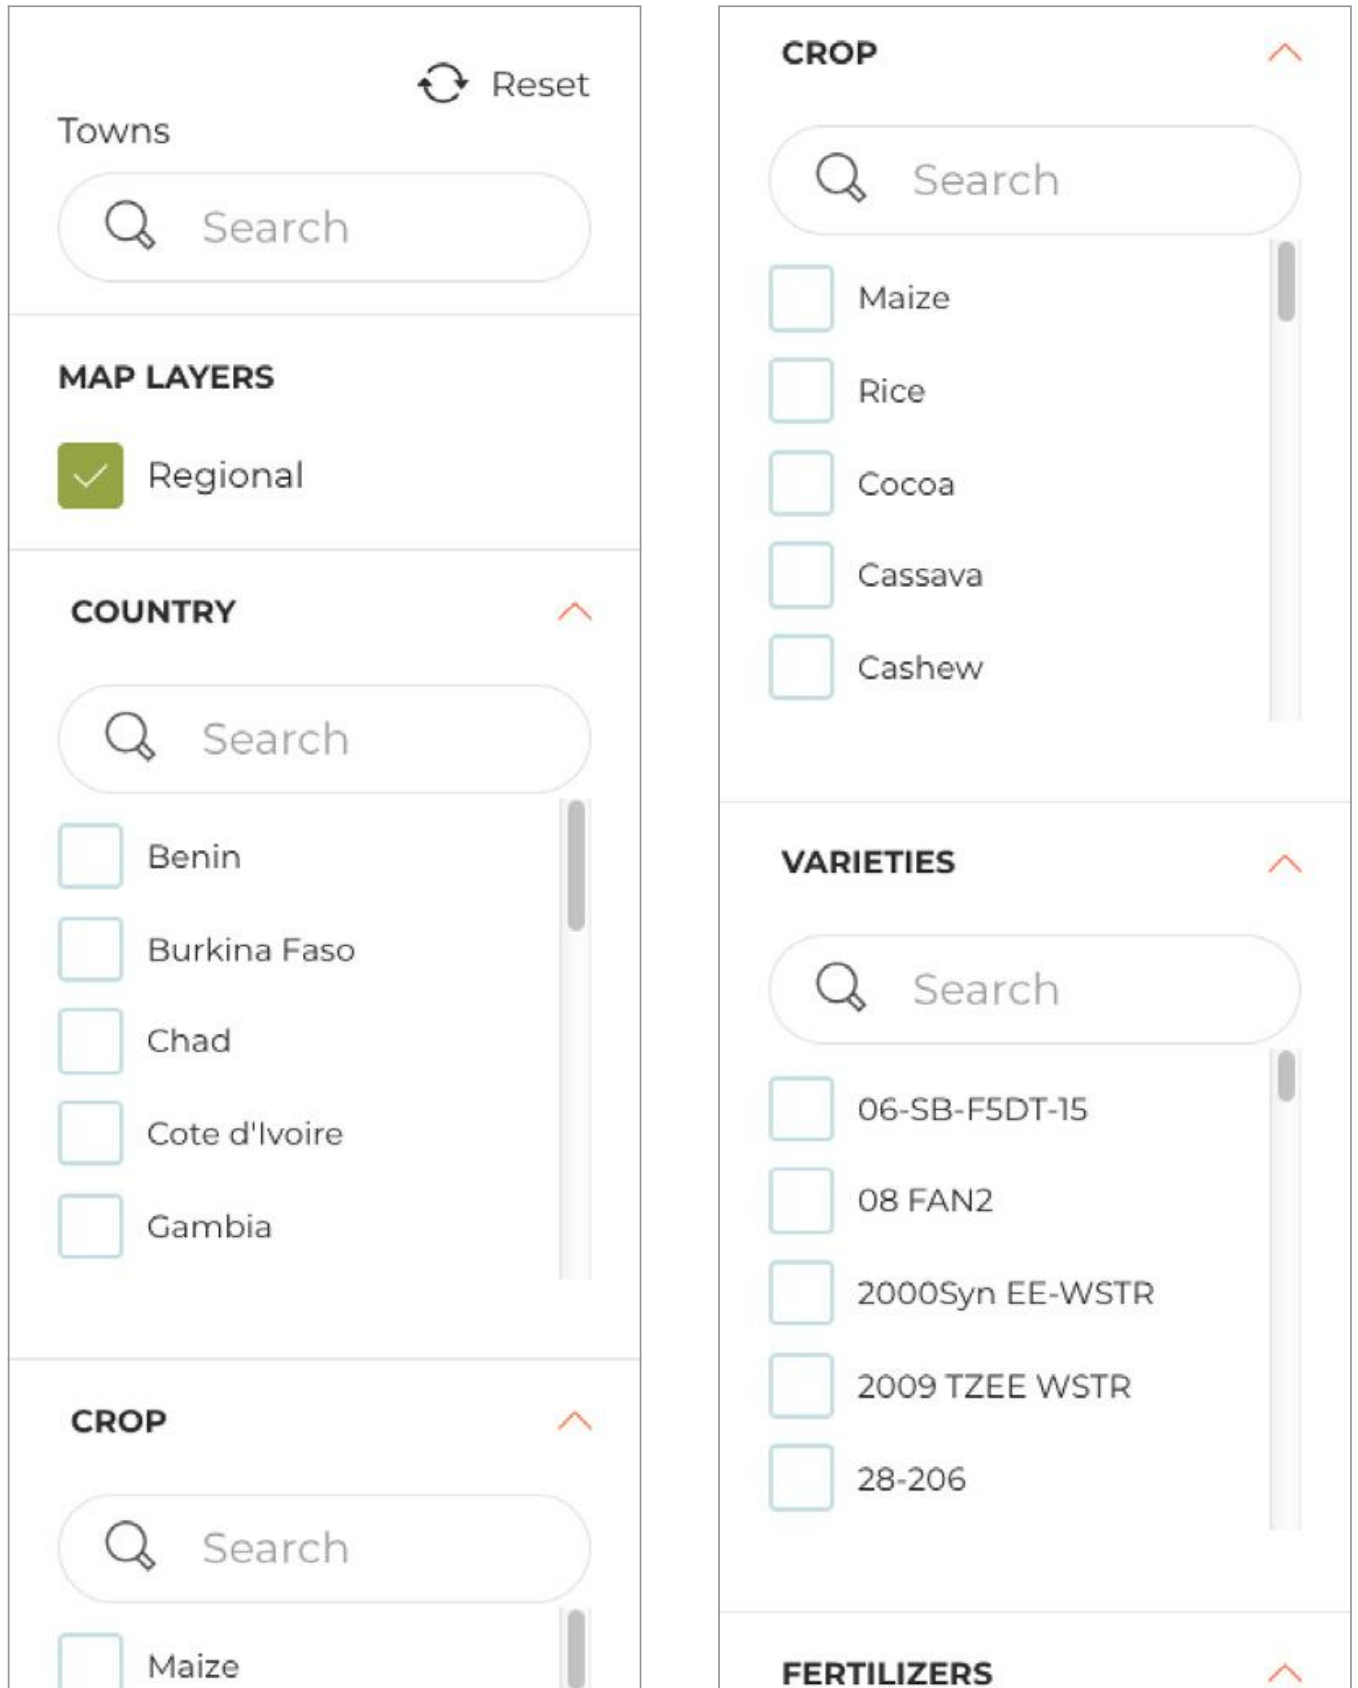 Reset
Towns
Search
MAP LAYERS
Regional
COUNTRY
Search
Benin
Burkina Faso
Chad
Cote d'Ivoire
Gambia
CROP
Search
Maize
CROP
Search
Maize
Rice
Cocoa
Cassava
Cashew
VARIETIES
Search
06-SB-F5DT-15
08 FAN2
2000Syn EE-WSTR
2009 TZEE WSTR
28-206
FERTILIZERS